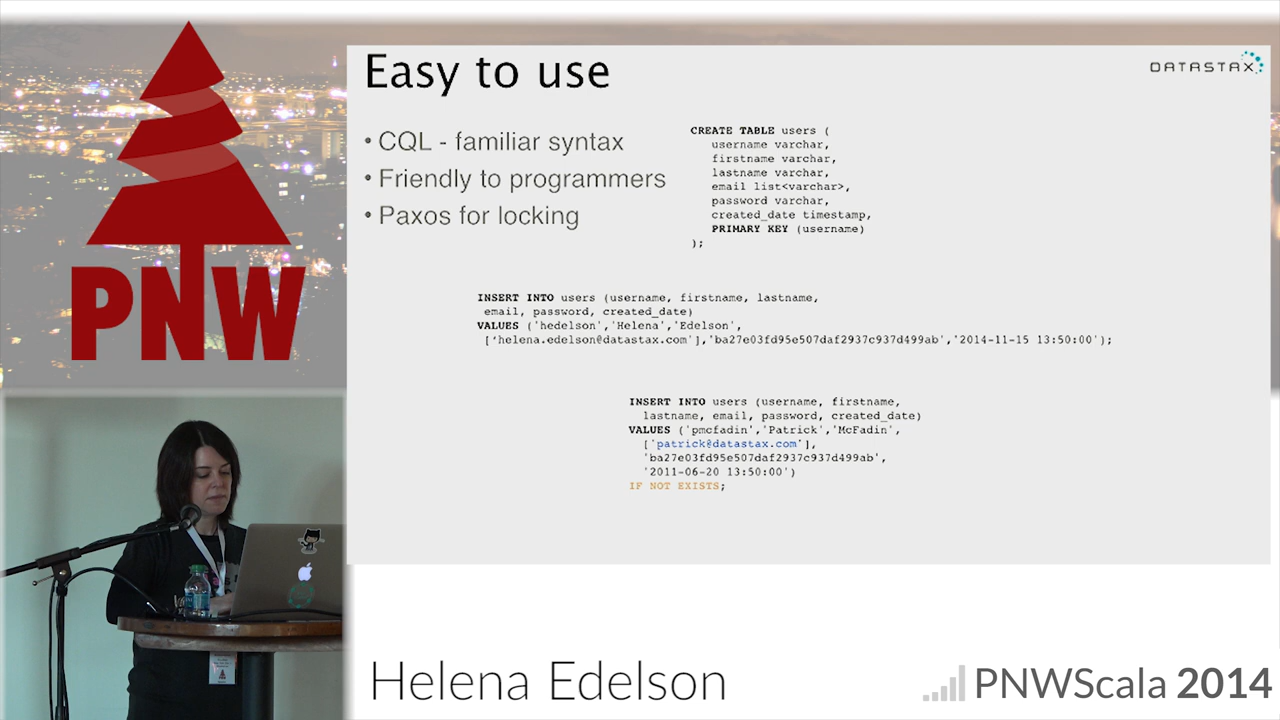 PNW
Easy to use
DATASTAX
• CQL - familiar syntax
• Friendly to programmers
• Paxos for locking
CREATE TABLE users (
username varchar,
firstname varchar,
lastname varchar,
email list<varchar>,
password varchar,
created_date timestamp,
PRIMARY KEY (username)
);
INSERT INTO users (username, firstname, lastname,
email, password, created_date)
VALUES ('hedelson','Helena','Edelson',
['helena.edelson@datastax.com'],'ba27e03fd95e507daf2937c937d499ab','2014-11-15 13:50:00');
INSERT INTO users (username, firstname,
lastname, email, password, created_date)
VALUES ('pmcfadin','Patrick','McFadin',
['patrick@datastax.com'],
'ba27e03fd95e507daf2937c937d499ab',
'2011-06-20 13:50:00')
IF NOT EXISTS;
Helena Edelson
PNWScala 2014